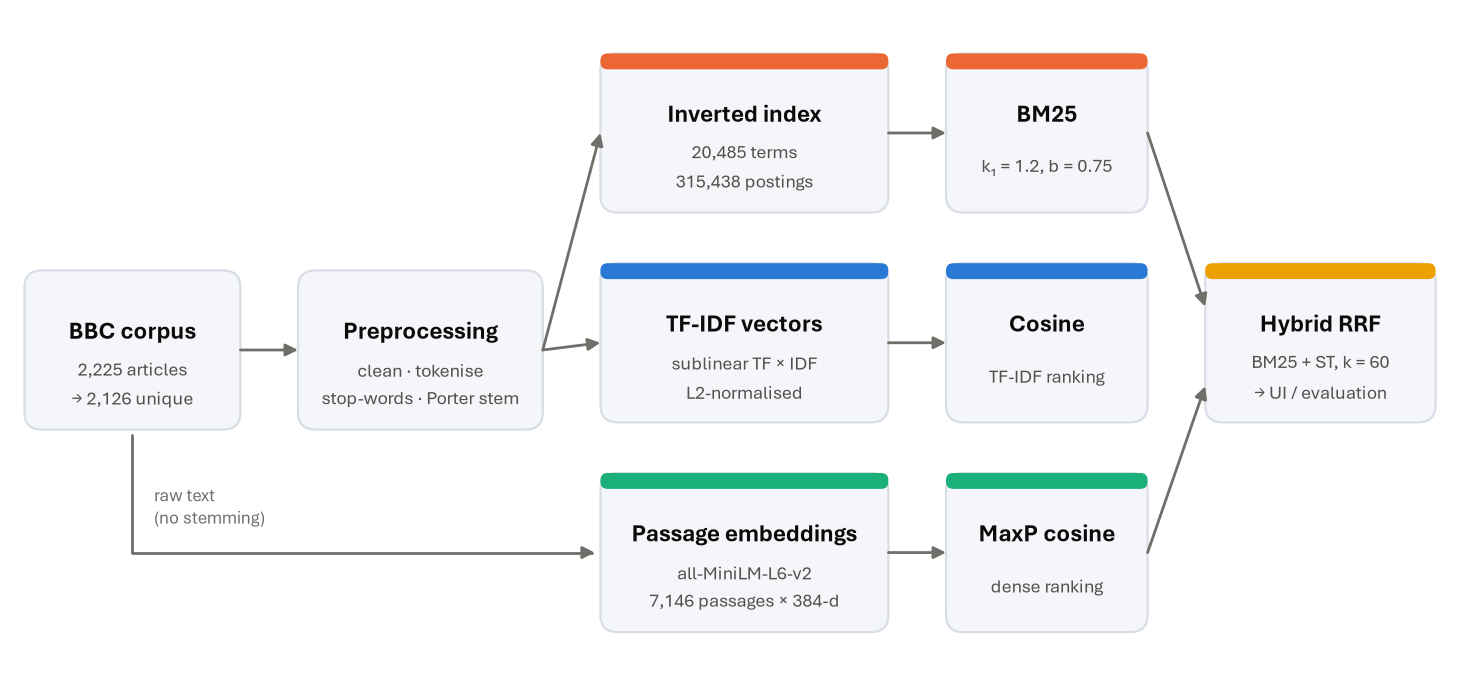 BBC corpus
2,225 articles
→ 2,126 unique
Preprocessing
clean · tokenise
stop-words · Porter stem
raw text
(no stemming)
Inverted index
20,485 terms
315,438 postings
BM25
k₁ = 1.2, b = 0.75
TF-IDF vectors
sublinear TF × IDF
L2-normalised
Cosine
TF-IDF ranking
Passage embeddings
all-MiniLM-L6-v2
7,146 passages × 384-d
MaxP cosine
dense ranking
Hybrid RRF
BM25 + ST, k = 60
→ UI / evaluation